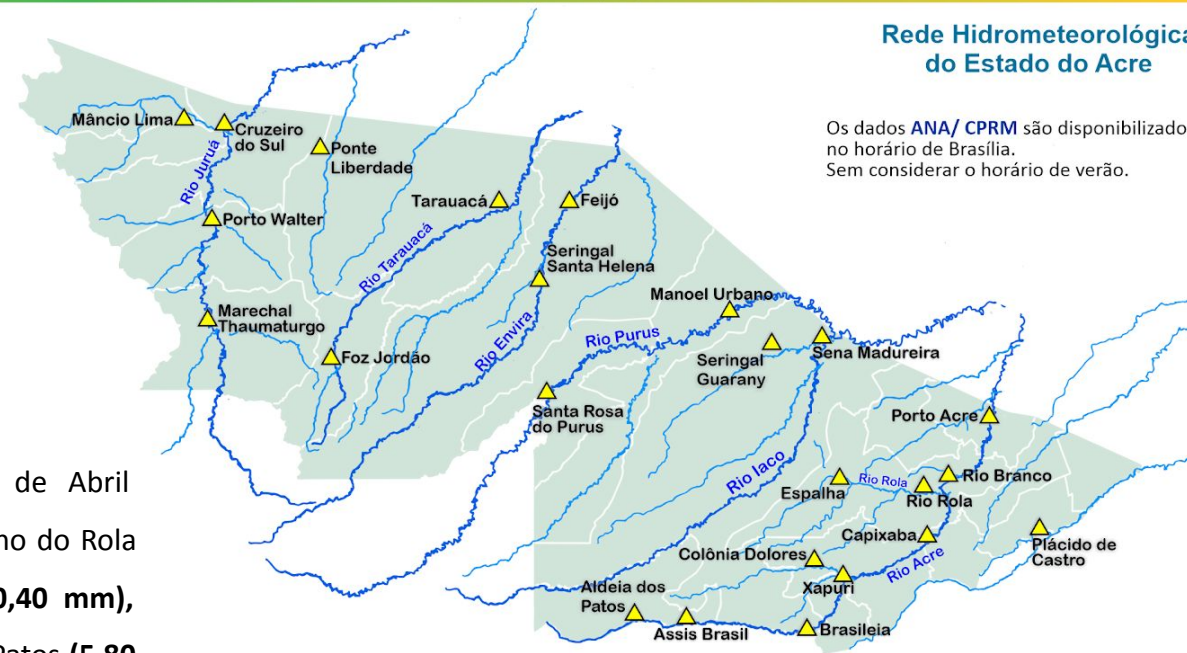 Rede Hidrometeorológica
do Estado do Acre
Os dados ANA/ CPRM são disponibilizado
no horário de Brasília.
Sem considerar o horário de verão.
Mâncio Lima
Cruzeiro
do Sul
Ponte
Liberdade
Rio Juruá
Porto Walter
Tarauacá
Feijó
Rio Tarauacá
Seringal
Santa Helena
Marechal
Thaumaturgo
Foz Jordão
Rio Envira
Manoel Urbano
Rio Purus
Seringal
Guarany
Sena Madureira
Santa Rosa
do Purus
Porto Acre
Rio Iaco
Espalha
Rio Rola
Rio Rola
Rio Branco
Capixaba
Plácido de
Castro
Colônia Dolores
Rio Acre
Xapuri
Aldeia dos
Patos
Assis Brasil
Brasileia
de Abril
no do Rola
0,40 mm),
Patos (5,80